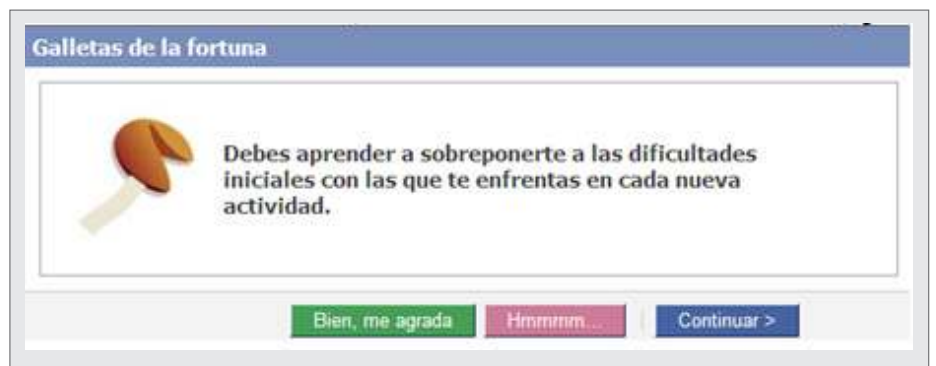 Galletas de la fortuna
Debes aprender a sobreponerte a las dificultades
iniciales con las que te enfrentas en cada nueva
actividad.
Bien, me agrada
Hmmmm...
Continuar >